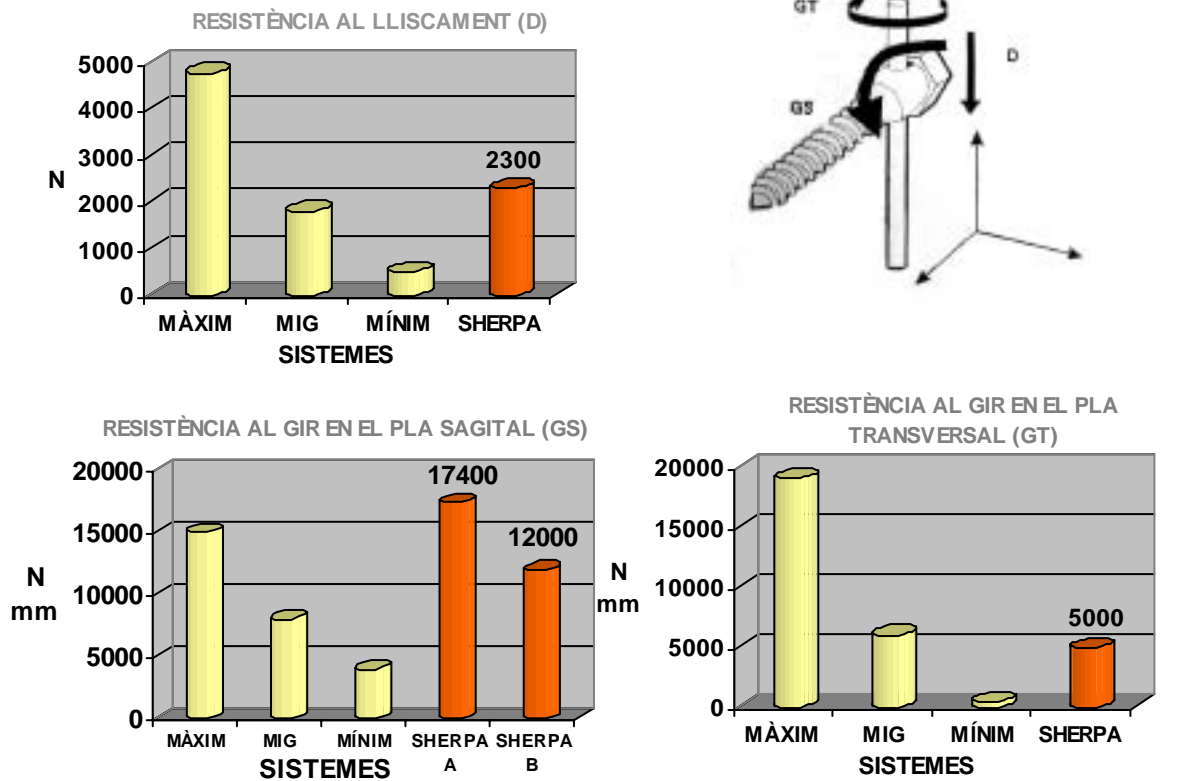 RESISTÈNCIA AL LLISCAMENT (D)
5000
4000
3000
2000
1000
0
N
2300
MÀXIM MIG MÍNIM SHERPA
SISTEMES
GT
D
GS
RESISTÈNCIA AL GIR EN EL PLA SAGITAL (GS)
20000
15000
10000
5000
0
N
mm
17400
12000
MÀXIM MIG MÍNIM SHERPA SHERPA
A B
SISTEMES
RESISTÈNCIA AL GIR EN EL PLA
TRANSVERSAL (GT)
20000
15000
10000
5000
0
N
mm
5000
MÀXIM MIG MÍNIM SHERPA
SISTEMES